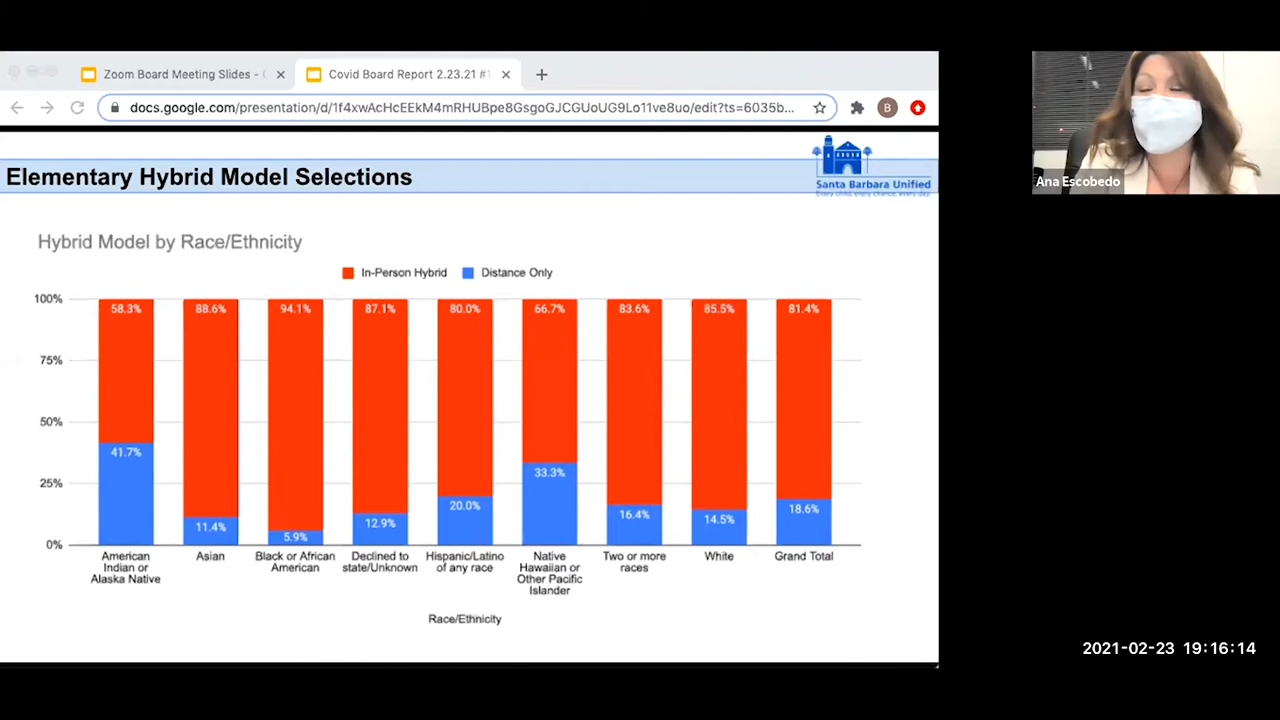 Zoom Board Meeting Slides -
Covid Board Report 2.23.21 #
docs.google.com/presentation/d/1f4xwAcHcEEkM4mRHUBpe8GsgoGJCGUoUG9Lo11ve8uo/edit?ts=6035b...
B
Elementary Hybrid Model Selections
Santa Barbara Unified
Every child, every chance, every day.
Ana Escobedo
Hybrid Model by Race/Ethnicity
In-Person Hybrid
Distance Only
100%
75%
50%
25%
0%
58.3%
88.6%
94.1%
87.1%
80.0%
66.7%
83.6%
85.5%
81.4%
41.7%
11.4%
5.9%
12.9%
20.0%
33.3%
16.4%
14.5%
18.6%
American
Indian or
Alaska Native
Asian
Black or African
American
Declined to
state/Unknown
Hispanic/Latino
of any race
Native
Hawaiian or
Other Pacific
Islander
Two or more
races
White
Grand Total
Race/Ethnicity
2021-02-23 19:16:14